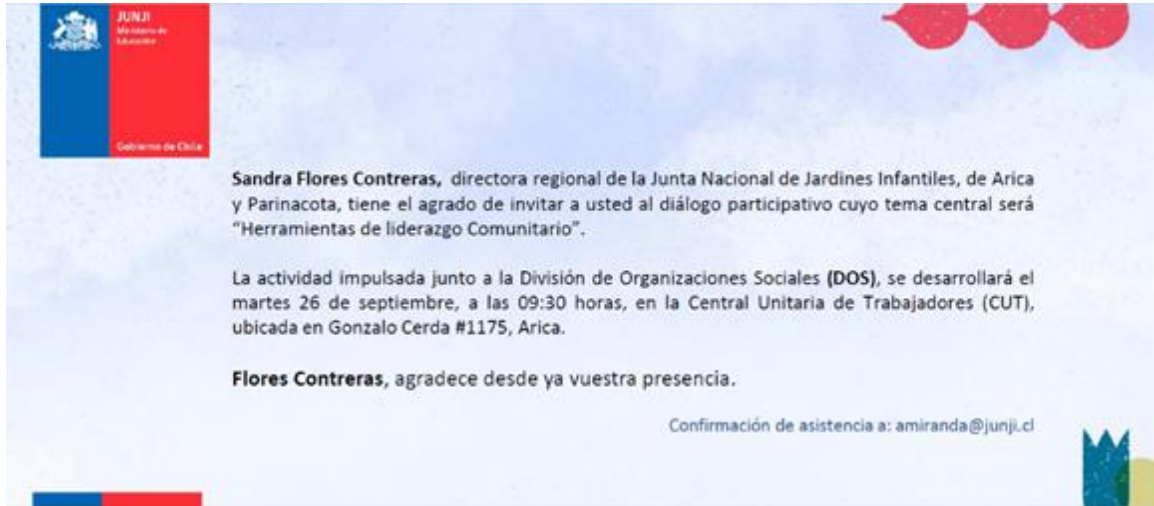 JUNJI
Ministerio de
Educación
Gobierno de Chile
Sandra Flores Contreras, directora regional de la Junta Nacional de Jardines Infantiles, de Arica
y Parinacota, tiene el agrado de invitar a usted al diálogo participativo cuyo tema central será
"Herramientas de liderazgo Comunitario".
La actividad impulsada junto a la División de Organizaciones Sociales (DOS), se desarrollará el
martes 26 de septiembre, a las 09:30 horas, en la Central Unitaria de Trabajadores (CUT),
ubicada en Gonzalo Cerda #1175, Arica.
Flores Contreras, agradece desde ya vuestra presencia.
Confirmación de asistencia a: amiranda@junji.cl